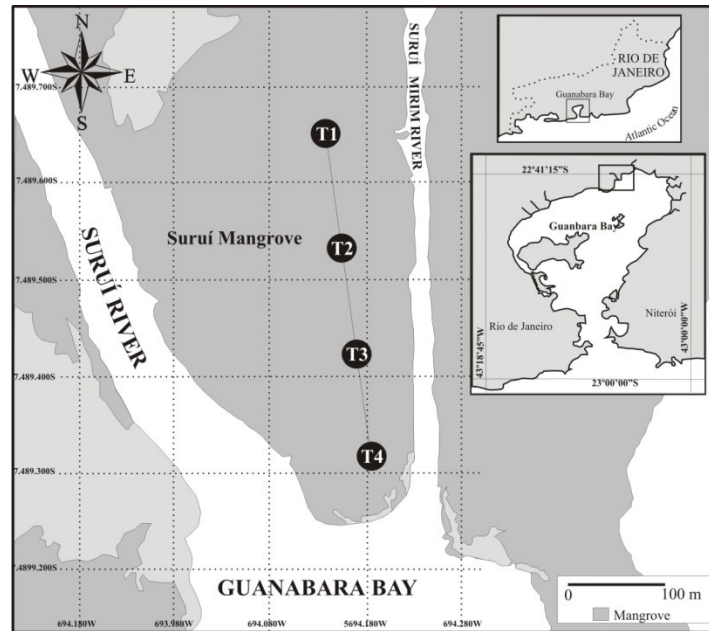 N
W
E
S
7.489.700S
7.489.600S
7.489.500S
7.489.400S
7.489.300S
7.4899.200S
694.180W
693.980W
694.080W
5694.180W
694.280W
SURUÍ RIVER
SURUÍ MIRIM RIVER
Suruí Mangrove
T1
T2
T3
T4
GUANABARA BAY
RIO DE
JANEIRO
Guanabara Bay
Atlantic Ocean
22°41'15"S
Guanbara Bay
Rio de Janeiro
Niterói
43°18'45"W
43°00'00"W
23°00'00"S
0
100 m
Mangrove